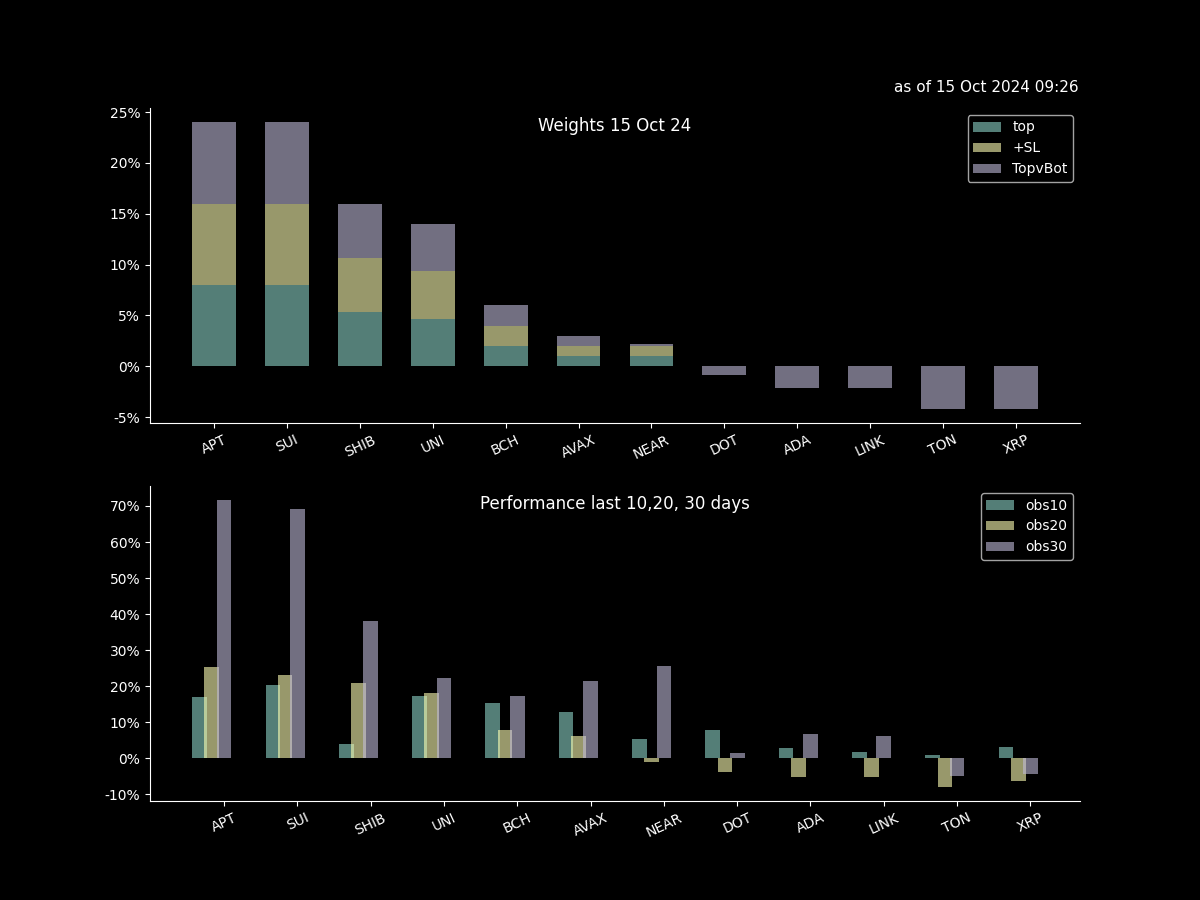 as of 15 Oct 2024 09:26
Weights 15 Oct 24
top
+SL
TopvBot
25%
20%
15%
10%
5%
0%
-5%
APT SUI SHIB UNI BCH AVAX NEAR DOT ADA LINK TON XRP
Performance last 10,20, 30 days
obs10
obs20
obs30
70%
60%
50%
40%
30%
20%
10%
0%
-10%
APT SUI SHIB UNI BCH AVAX NEAR DOT ADA LINK TON XRP